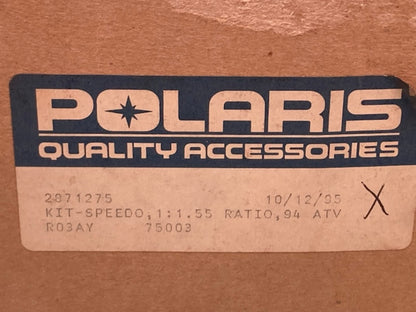 POLARIS
QUALITY ACCESSORIES
2871275 10/12/95
KIT-SPEEDO,1:1.55 RATIO,94 ATV X
R03AY 75003